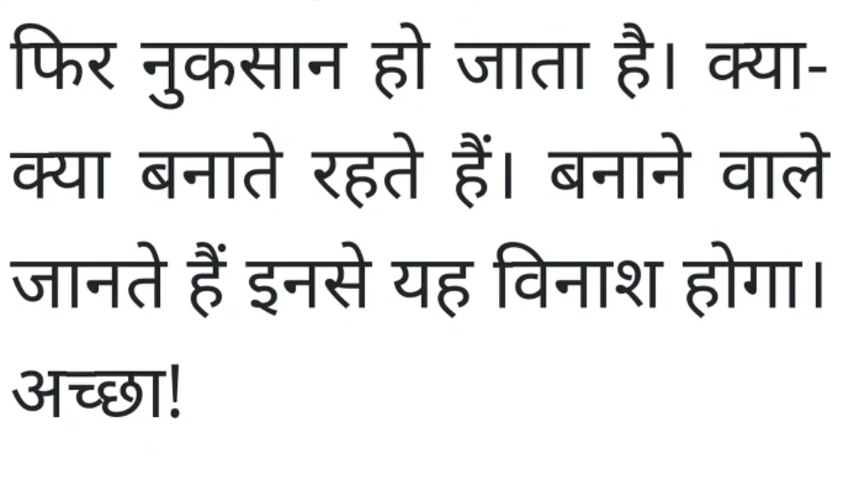 फिर नुकसान हो जाता है। क्या-
क्या बनाते रहते हैं। बनाने वाले
जानते हैं इनसे यह विनाश होगा।
अच्छा!